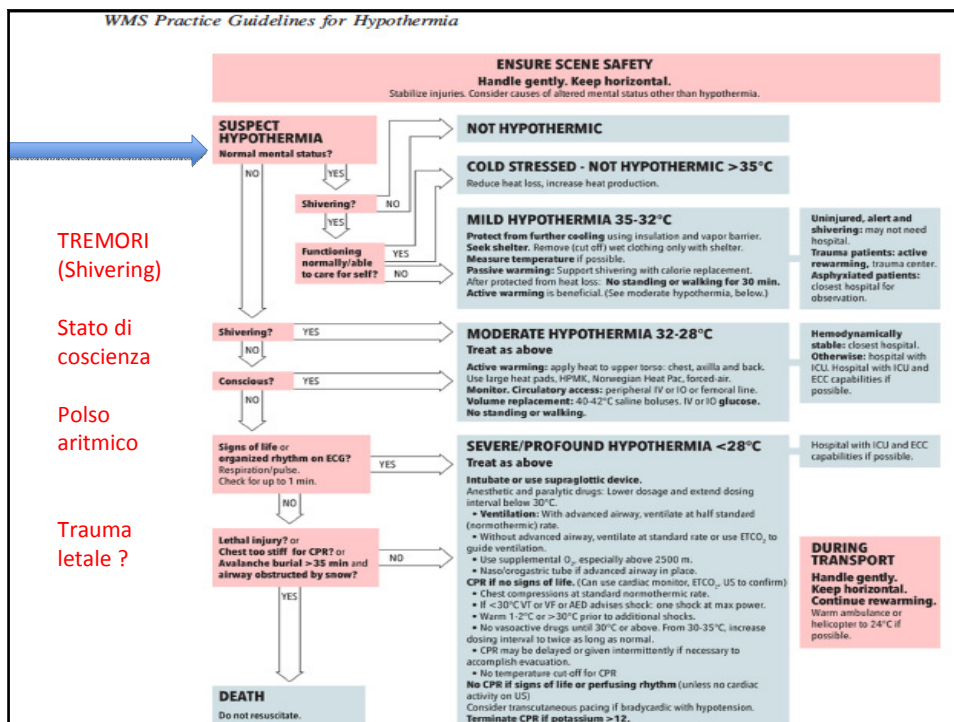 WMS Practice Guidelines for Hypothermia
ENSURE SCENE SAFETY
Handle gently. Keep horizontal.
Stabilize injuries. Consider causes of altered mental status other than hypothermia.
SUSPECT
HYPOTHERMIA
Normal mental status?
NO
YES
NOT HYPOTHERMIC
Shivering?
NO
YES
COLD STRESSED - NOT HYPOTHERMIC >35°C
Reduce heat loss, increase heat production.
Functioning
normally/able
to care for self?
YES
NO
MILD HYPOTHERMIA 35-32°C
Protect from further cooling using insulation and vapor barrier.
Seek shelter. Remove (cut off) wet clothing only with shelter.
Measure temperature if possible.
Passive warming: Support shivering with calorie replacement.
After protected from heat loss: No standing or walking for 30 min.
Active warming is beneficial. (See moderate hypothermia, below.)
Uninjured, alert and
shivering: may not need
hospital.
Trauma patients: active
rewarming, trauma center.
Asphyxiated patients:
closest hospital for
observation.
TREMORI
(Shivering)
Stato di
coscienza
Polso
aritmico
Trauma
letale ?
Shivering?
YES
NO
Conscious?
YES
NO
MODERATE HYPOTHERMIA 32-28°C
Treat as above
Active warming: apply heat to upper torso: chest, axilla and back.
Use large heat pads, HPMK, Norwegian Heat Pac, forced-air.
Monitor. Circulatory access: peripheral IV or IO or femoral line.
Volume replacement: 40-42°C saline boluses. IV or IO glucose.
No standing or walking.
Hemodynamically
stable: closest hospital.
Otherwise: hospital with
ICU. Hospital with ICU and
ECC capabilities if
possible.
Signs of life or
organized rhythm on ECG?
Respiration/pulse.
Check for up to 1 min.
YES
NO
SEVERE/PROFOUND HYPOTHERMIA <28°C
Treat as above
Intubate or use supraglottic device.
Anesthetic and paralytic drugs: Lower dosage and extend dosing
interval below 30°C.
• Ventilation: With advanced airway, ventilate at half standard
(normothermic) rate.
• Without advanced airway, ventilate at standard rate or use ETCO2 to
guide ventilation.
• Use supplemental O2, especially above 2500 m.
• Naso/orogastric tube if advanced airway in place.
CPR if no signs of life. (Can use cardiac monitor, ETCO2, US to confirm)
• Chest compressions at standard normothermic rate.
• If <30°C VT or VF or AED advises shock: one shock at max power.
• Warm 1-2°C or >30°C prior to additional shocks.
• No vasoactive drugs until 30°C or above. From 30-35°C, increase
dosing interval to twice as long as normal.
• CPR may be delayed or given intermittently if necessary to
accomplish evacuation.
• No temperature cut-off for CPR
No CPR if signs of life or perfusing rhythm (unless no cardiac
activity on US)
Consider transcutaneous pacing if bradycardic with hypotension.
Terminate CPR if potassium >12.
Hospital with ICU and ECC
capabilities if possible.
Lethal injury? or
Chest too stiff for CPR? or
Avalanche burial >35 min and
airway obstructed by snow?
NO
YES
DURING
TRANSPORT
Handle gently.
Keep horizontal.
Continue rewarming.
Warm ambulance or
helicopter to 24°C if
possible.
DEATH
Do not resuscitate.